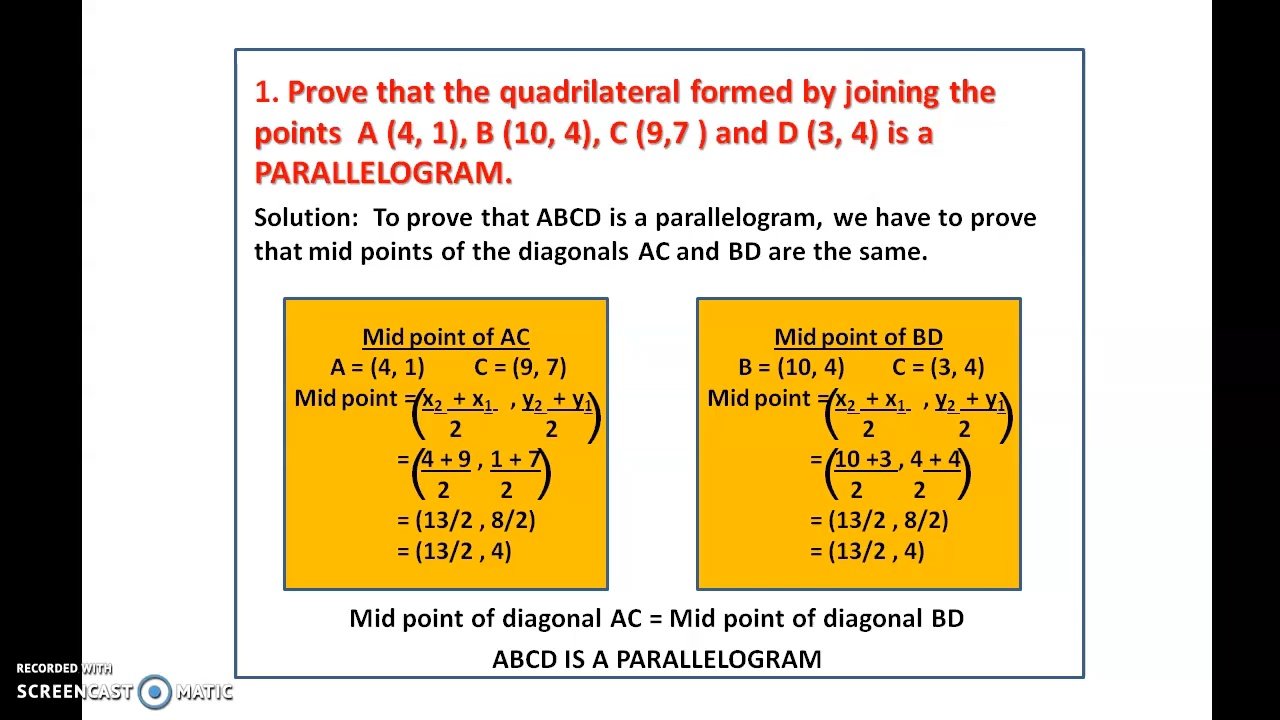 1. Prove that the quadrilateral formed by joining the
points A (4, 1), B (10, 4), C (9,7 ) and D (3, 4) is a
PARALLELOGRAM.
Solution: To prove that ABCD is a parallelogram, we have to prove
that mid points of the diagonals AC and BD are the same.
Mid point of AC
A = (4, 1) C = (9, 7)
Mid point = (x₂ + x₁ , y₂ + y₁)
2 2
= (4 + 9 , 1 + 7)
2 2
= (13/2 , 8/2)
= (13/2 , 4)
Mid point of BD
B = (10, 4) C = (3, 4)
Mid point = (x₂ + x₁ , y₂ + y₁)
2 2
= (10 +3 , 4 + 4)
2 2
= (13/2 , 8/2)
= (13/2 , 4)
Mid point of diagonal AC = Mid point of diagonal BD
ABCD IS A PARALLELOGRAM
RECORDED WITH
SCREENCAST MATIC